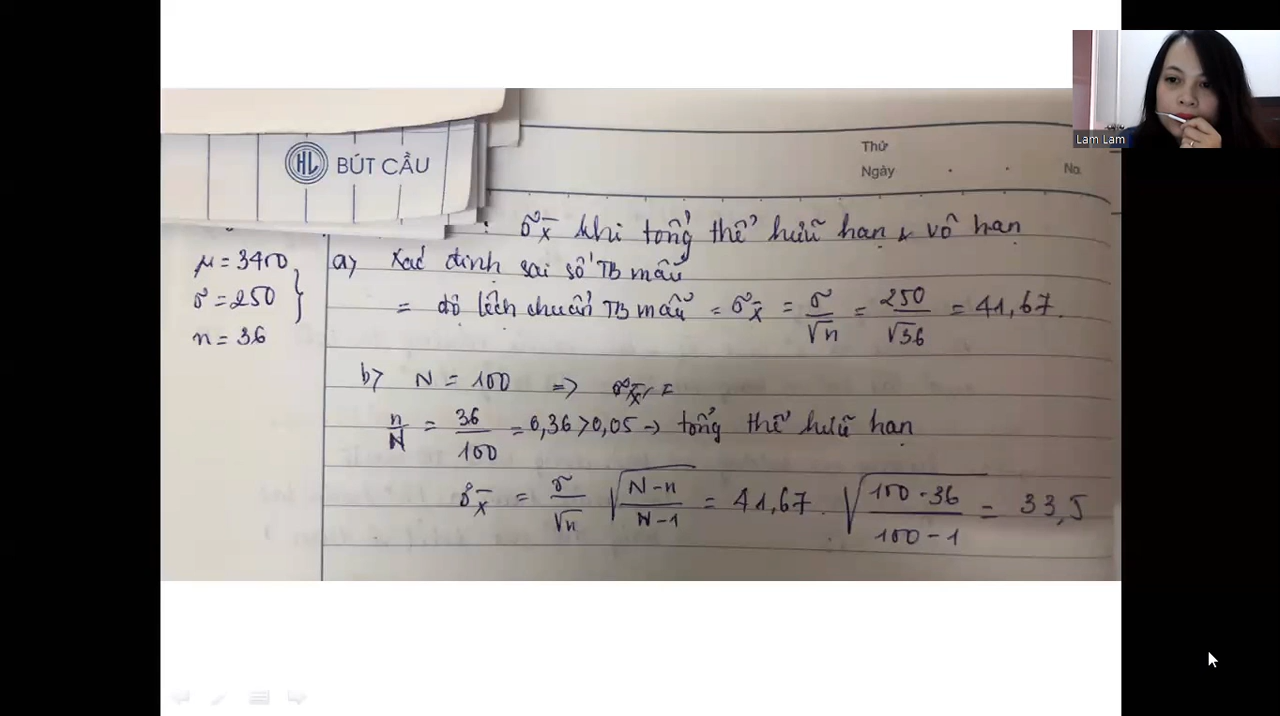 Lam Lam
BÚT CẦU
Thứ
Ngày
No.
: σx̄ khi tổng thể hữu hạn & vô hạn
μ = 3400
σ = 250
n = 36
a) Xác định sai số TB mẫu
= độ lệch chuẩn TB mẫu = σx̄ = σ/√n = 250/√36 = 41,67.
b) N = 100 => σx̄ =
n/N = 36/100 = 0,36 > 0,05 → tổng thể hữu hạn
σx̄ = σ/√n √((N-n)/(N-1)) = 41,67 . √((100-36)/(100-1)) = 33,5